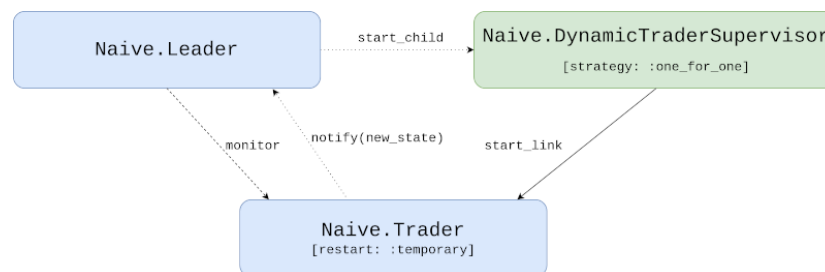 Naive.Leader
start_child
Naive.DynamicTraderSupervisor
[strategy: :one_for_one]
monitor
notify(new_state)
start_link
Naive.Trader
[restart: :temporary]